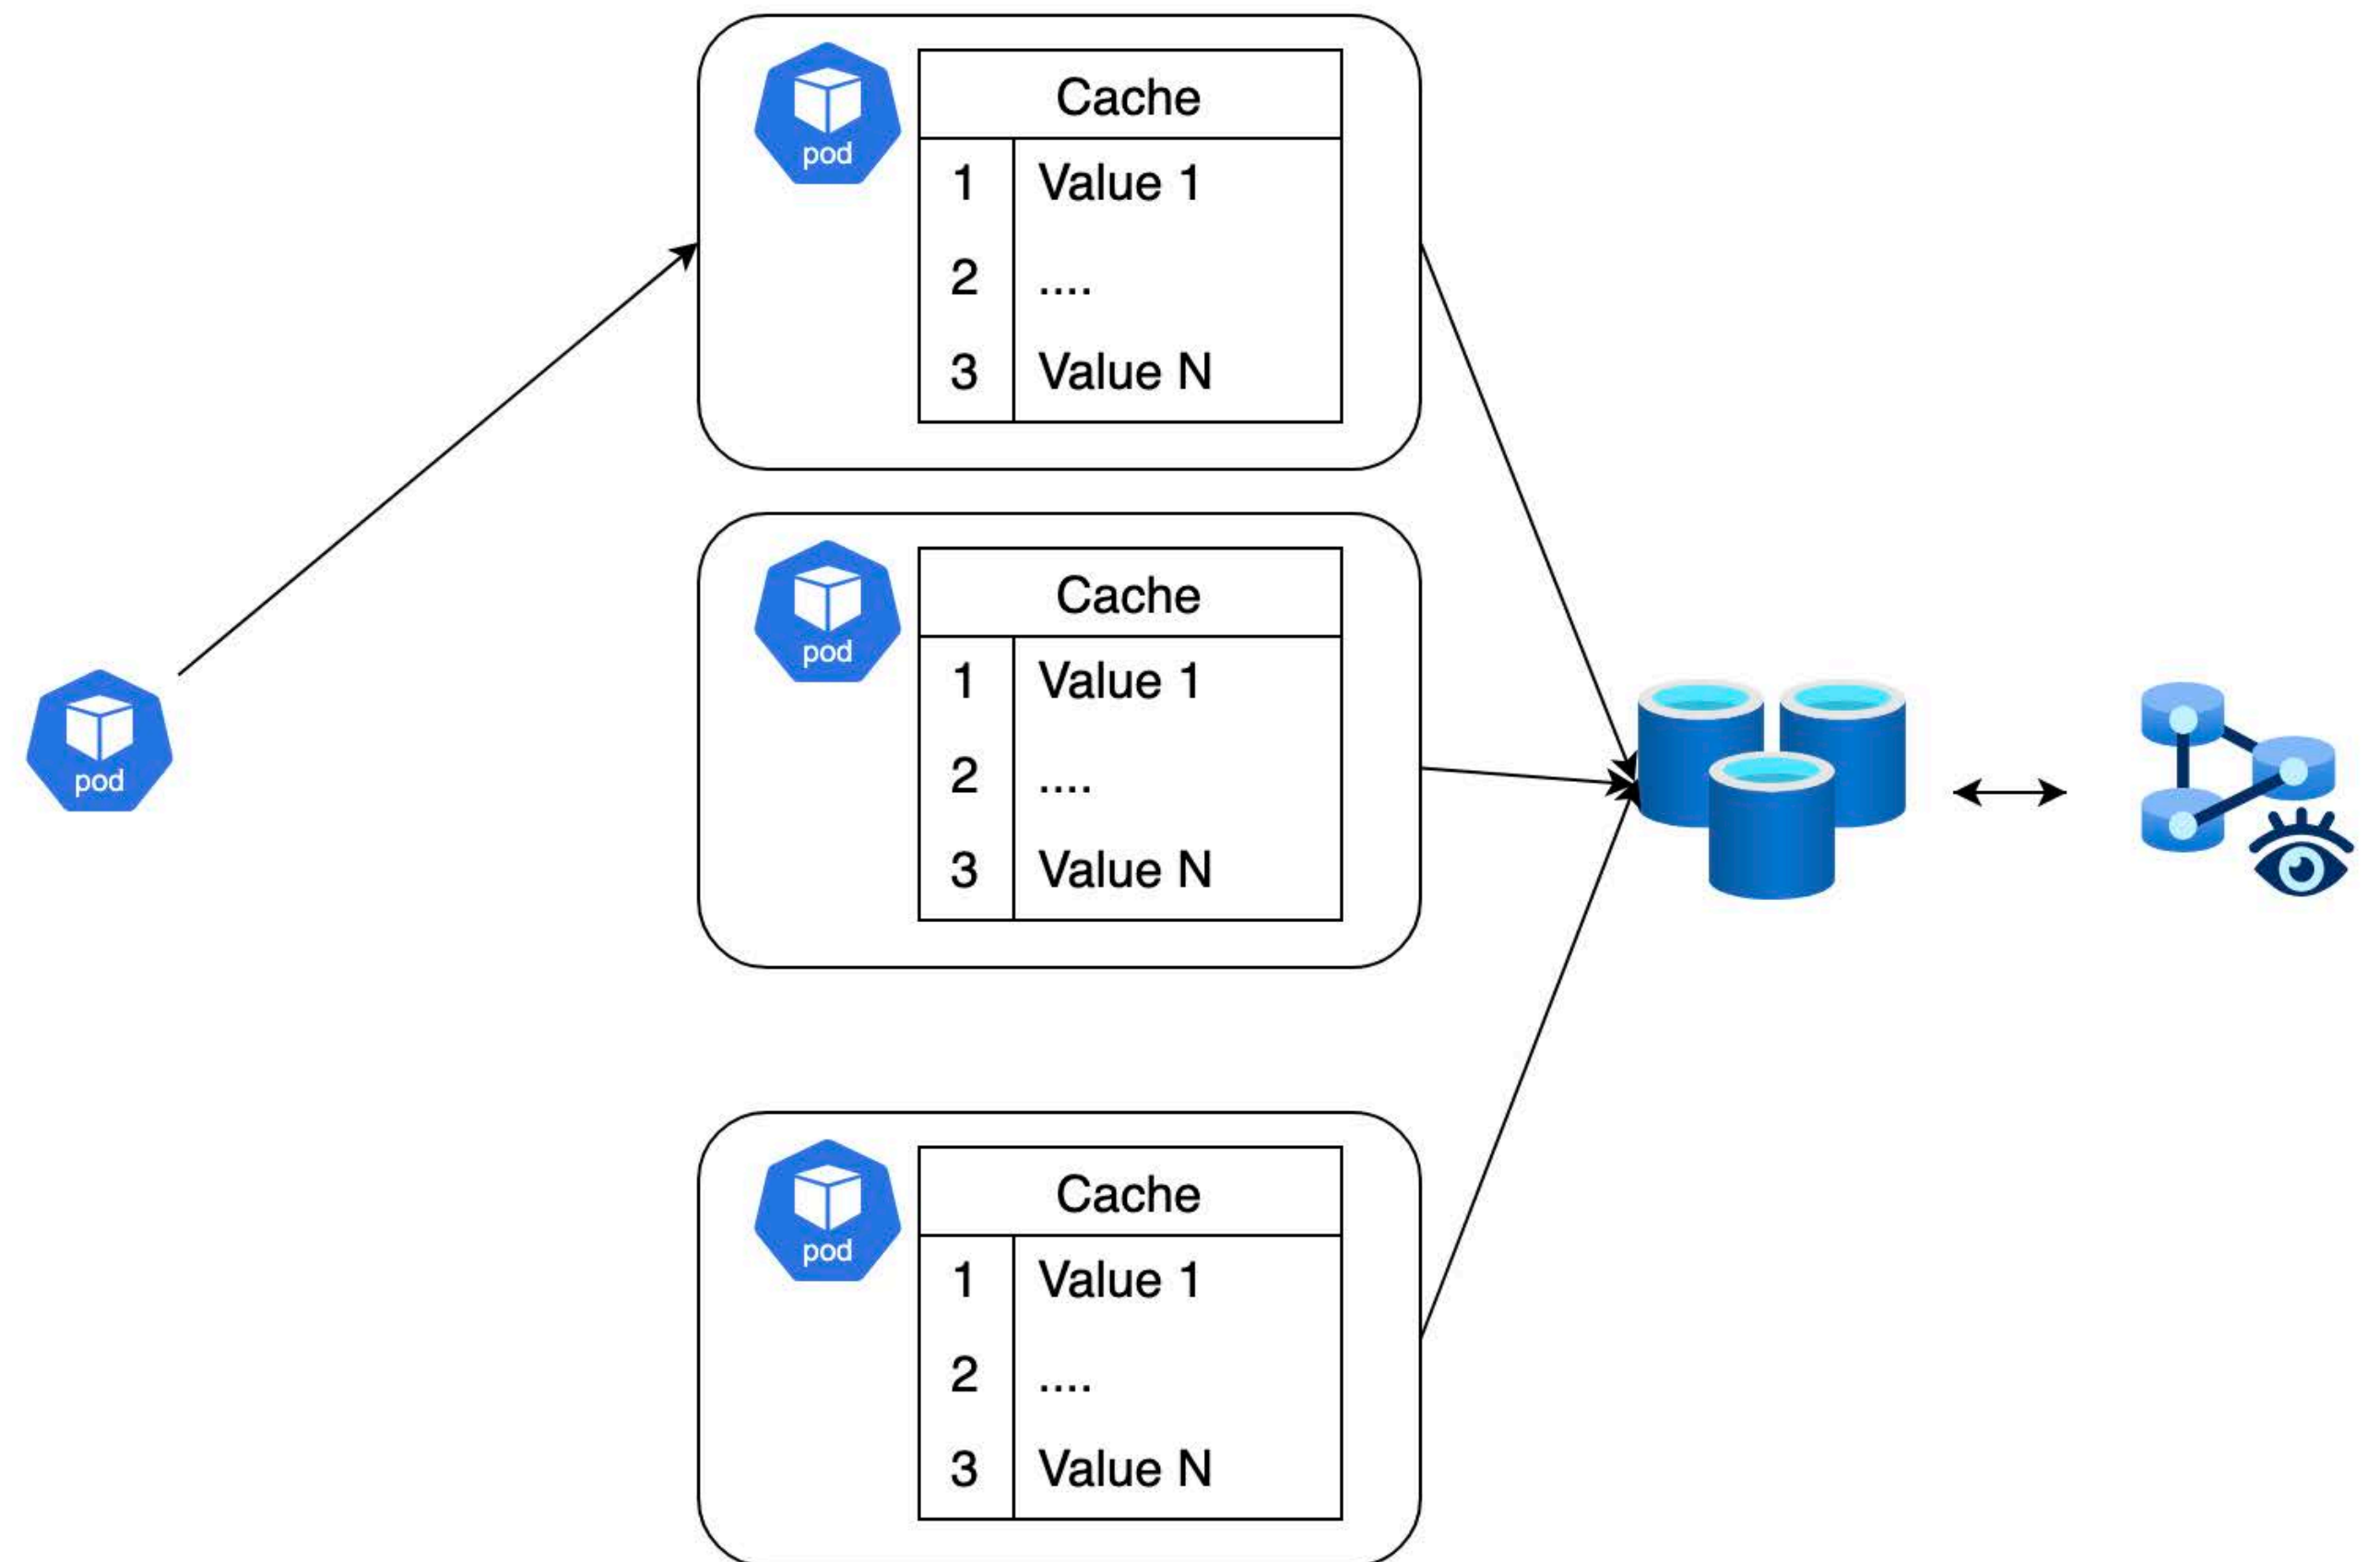 pod
Cache
1 Value 1
2 ....
3 Value N
pod
Cache
1 Value 1
2 ....
3 Value N
pod
pod
Cache
1 Value 1
2 ....
3 Value N